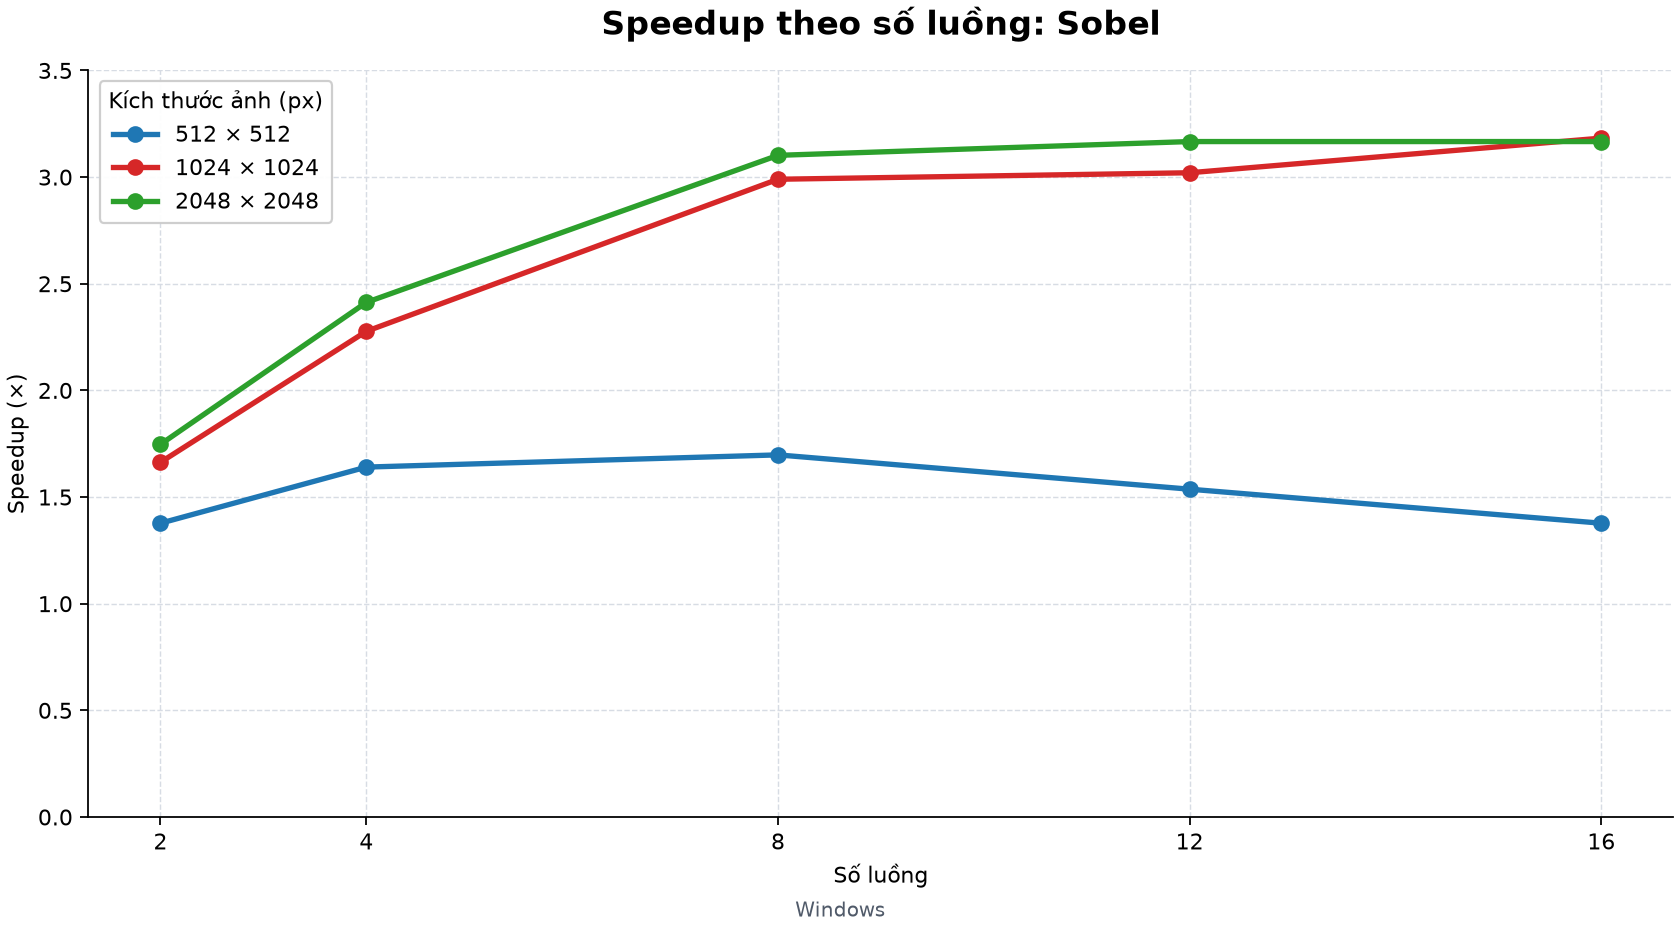 Speedup theo số luồng: Sobel
3.5
3.0
2.5
2.0
1.5
1.0
0.5
0.0
Speedup (×)
Kích thước ảnh (px)
512 × 512
1024 × 1024
2048 × 2048
2 4 8 12 16
Số luồng
Windows